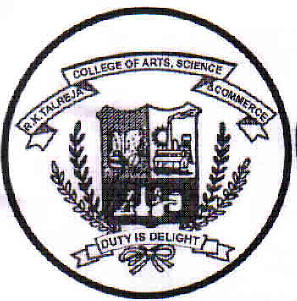 R.K.TALREJA
COLLEGE OF ARTS, SCIENCE
& COMMERCE
DUTY IS DELIGHT